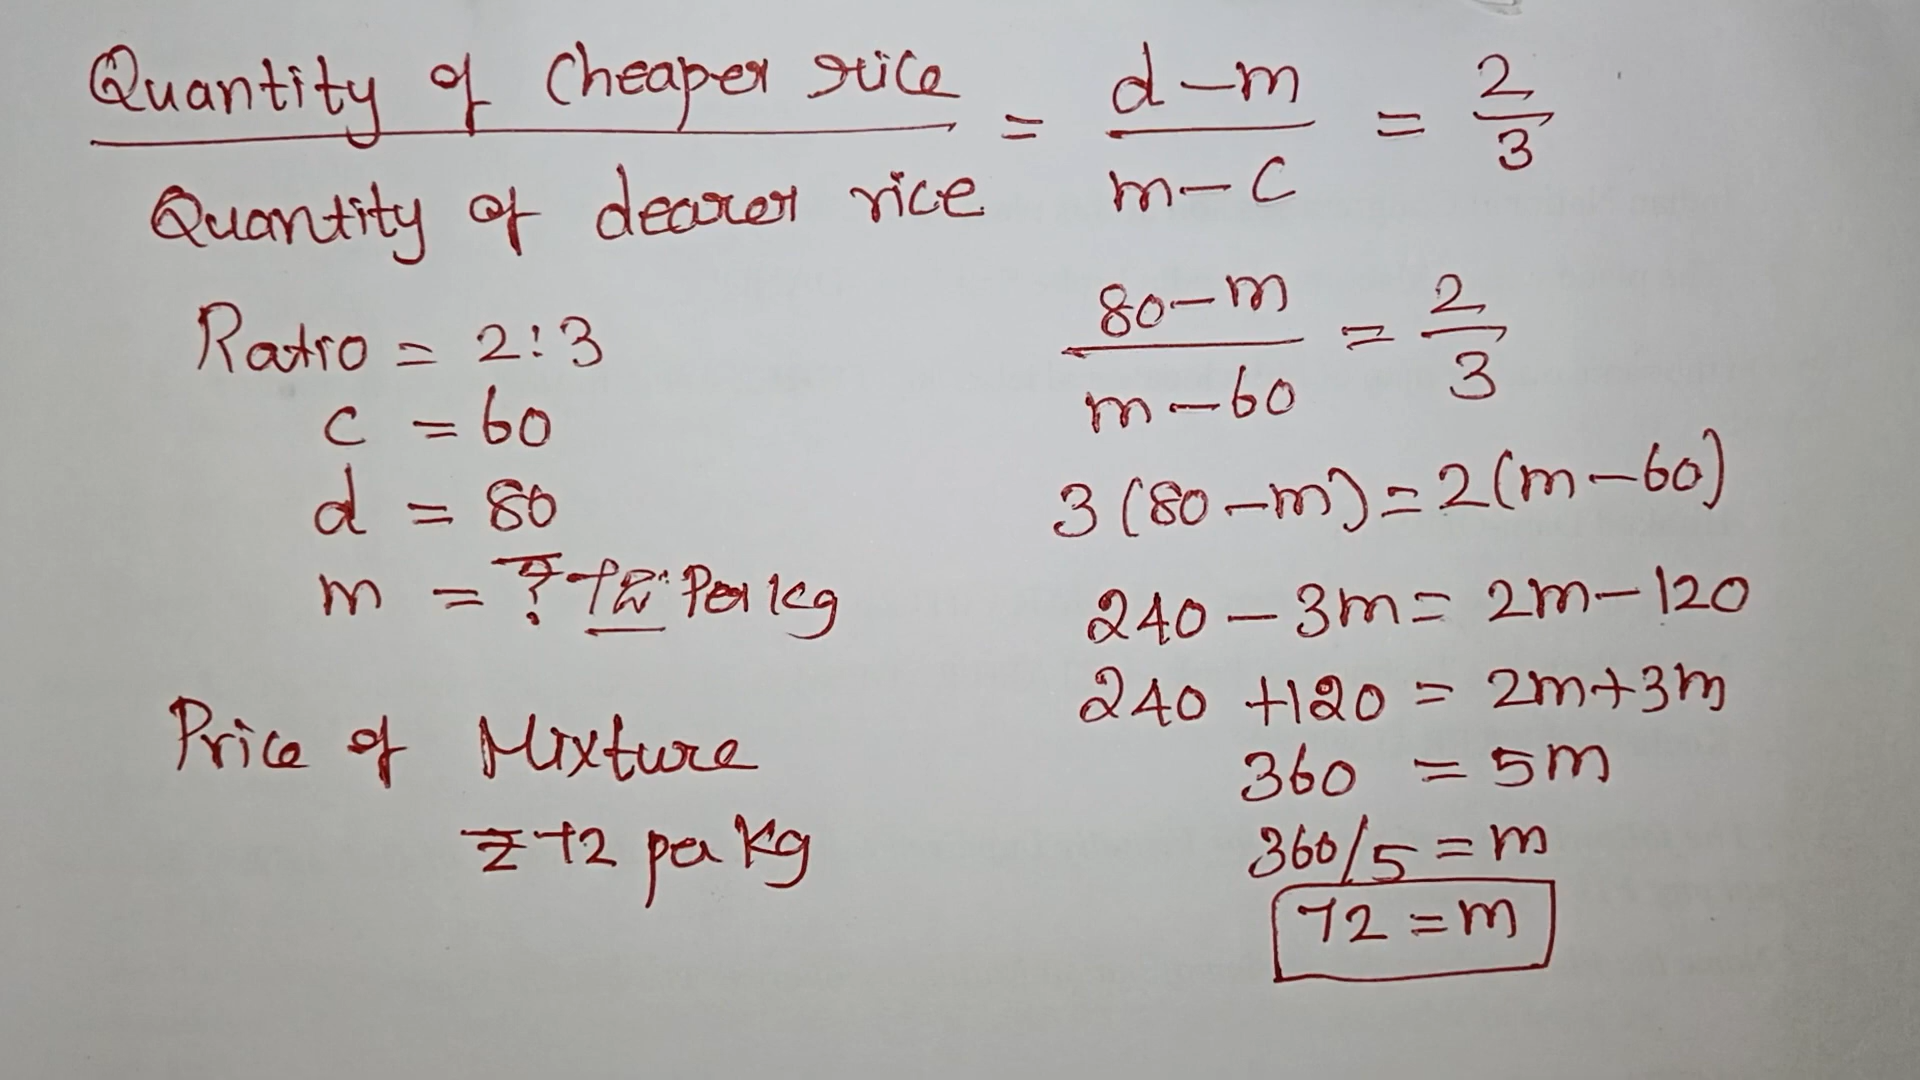 Quantity of Cheaper rice / Quantity of dearer rice = d-m / m-c = 2/3
Ratio = 2:3
c = 60
d = 80
m = ₹? 72 Per kg
Price of Mixture
₹72 per Kg
80-m / m-60 = 2/3
3(80-m) = 2(m-60)
240 - 3m = 2m - 120
240 + 120 = 2m+3m
360 = 5m
360/5 = m
72 = m